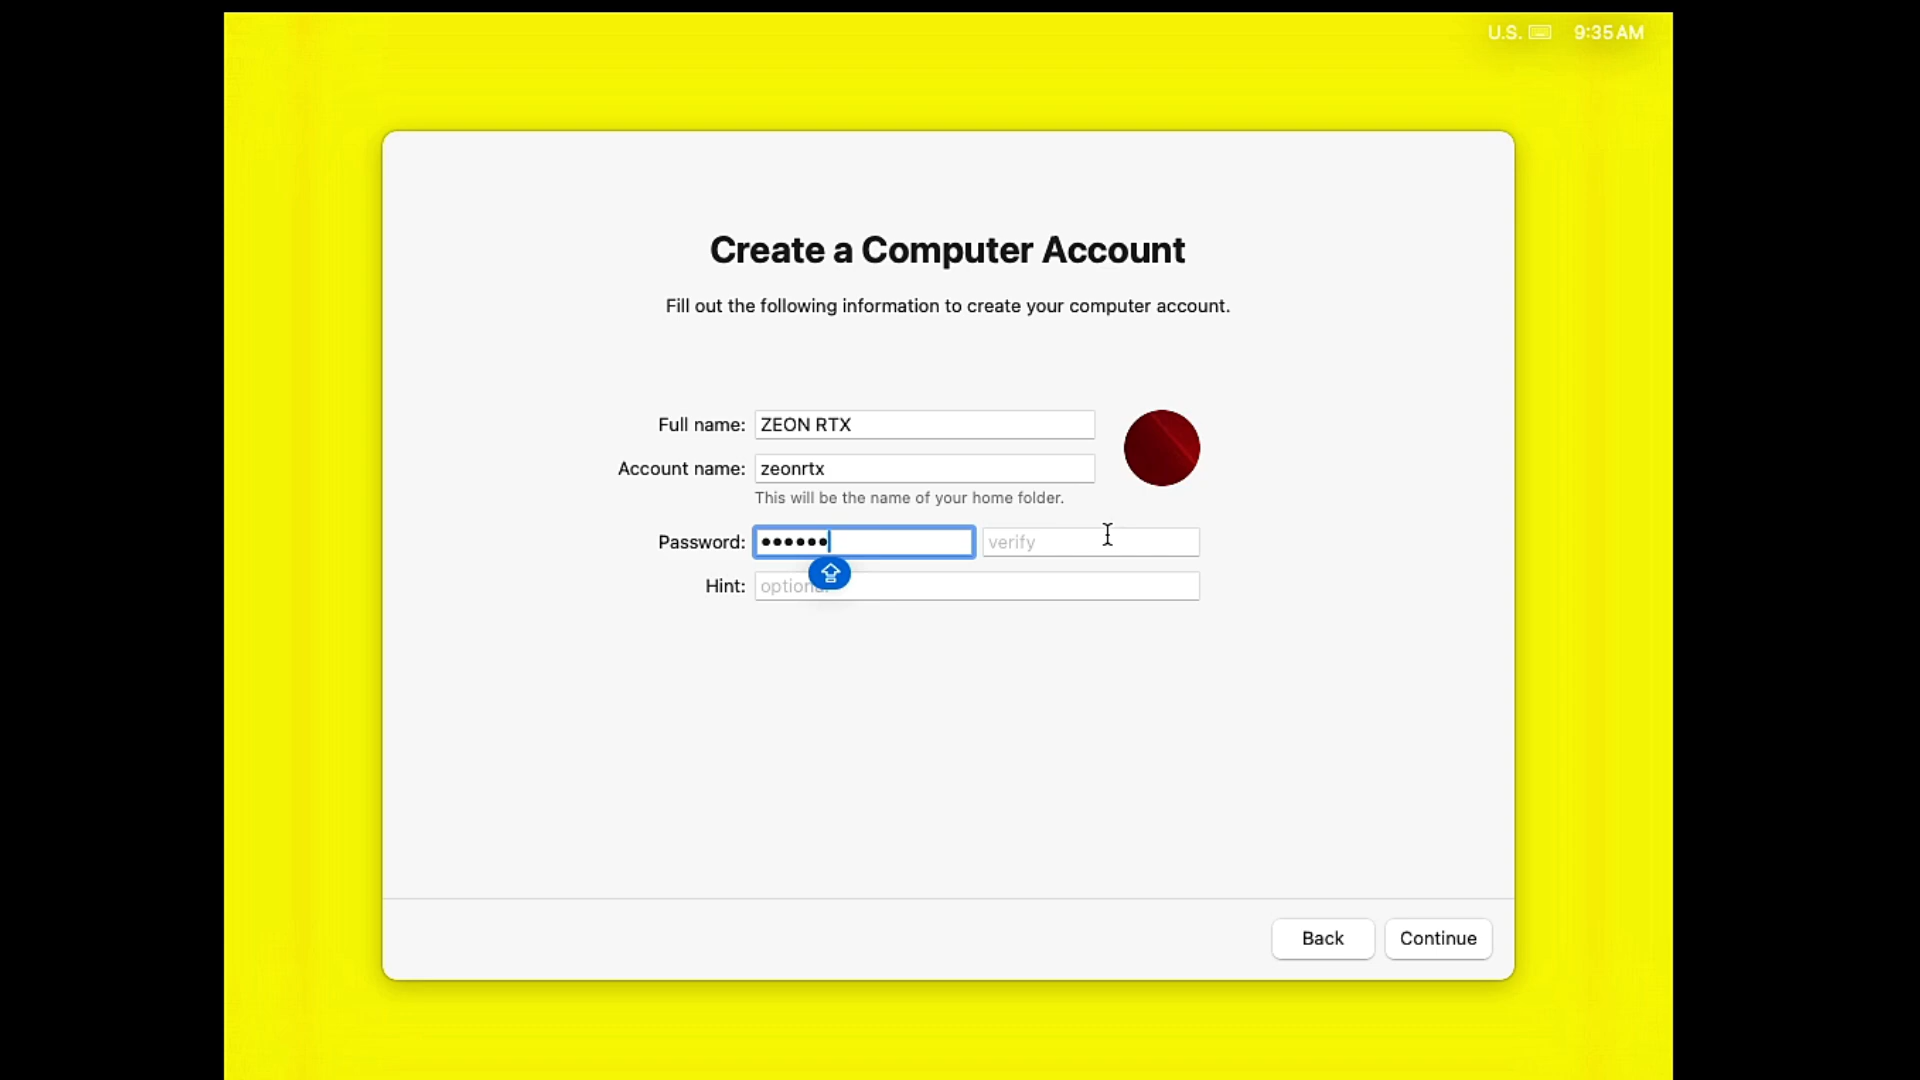 U.S. 9:35 AM
Create a Computer Account
Fill out the following information to create your computer account.
Full name: ZEON RTX
Account name: zeonrtx
This will be the name of your home folder.
Password: •••••• verify
Hint: optional
Back Continue